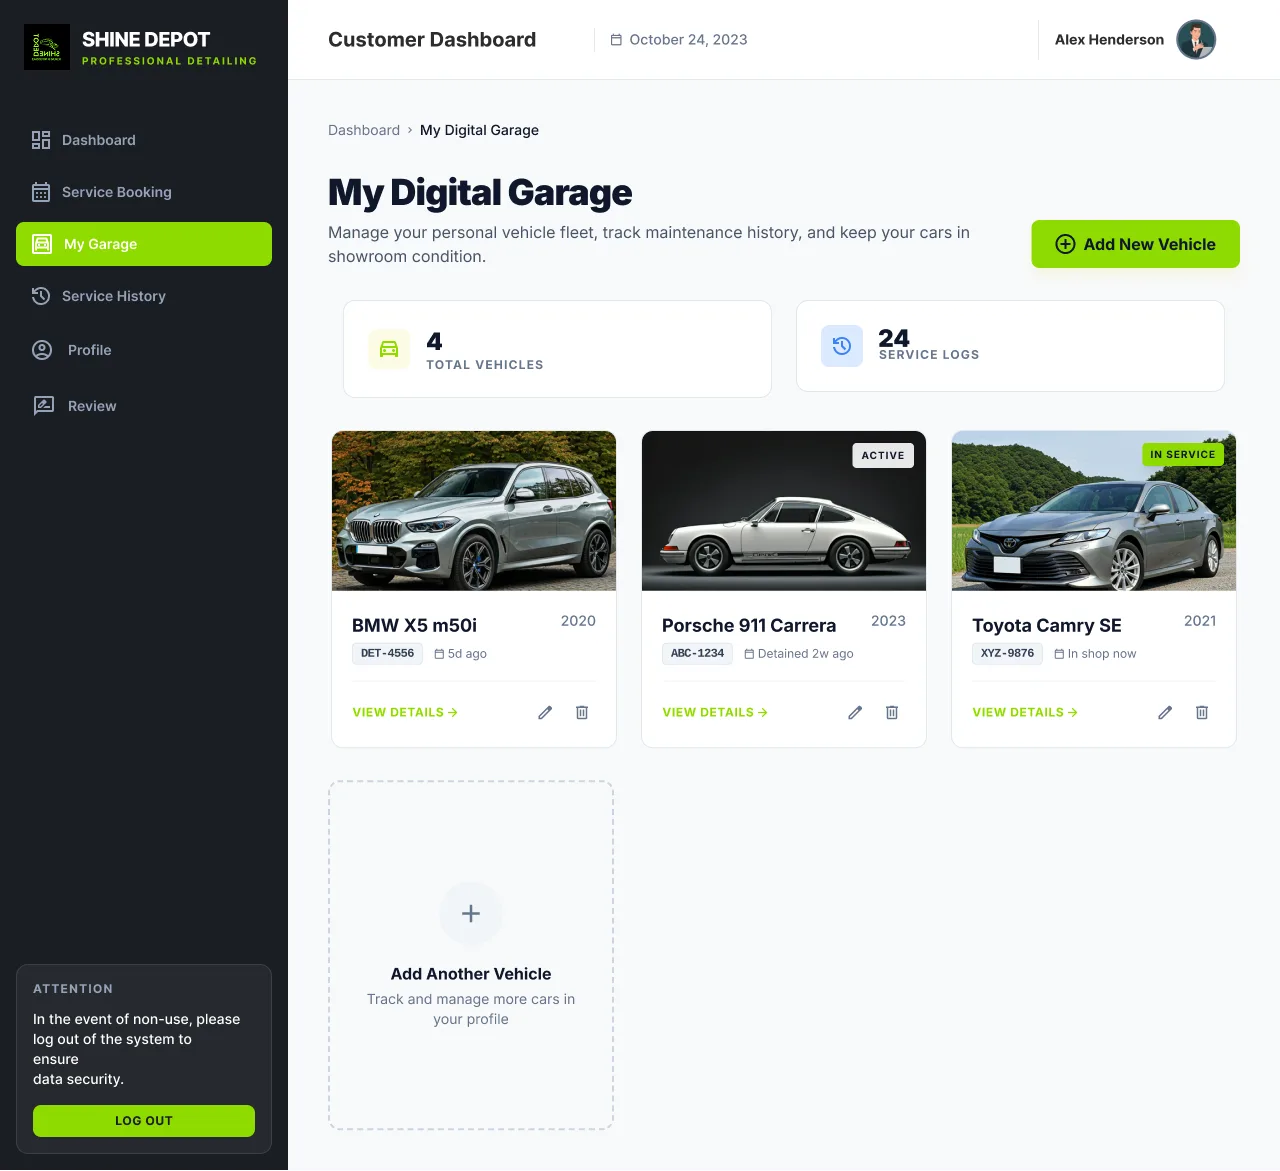 SHINE DEPOT
PROFESSIONAL DETAILING
Customer Dashboard
October 24, 2023
Alex Henderson
Dashboard
Service Booking
My Garage
Service History
Profile
Review
ATTENTION
In the event of non-use, please
log out of the system to
ensure
data security.
LOG OUT
Dashboard › My Digital Garage
My Digital Garage
Manage your personal vehicle fleet, track maintenance history, and keep your cars in
showroom condition.
Add New Vehicle
4
TOTAL VEHICLES
24
SERVICE LOGS
BMW X5 m50i
2020
DET-4556
5d ago
VIEW DETAILS →
ACTIVE
Porsche 911 Carrera
2023
ABC-1234
Detained 2w ago
VIEW DETAILS →
IN SERVICE
Toyota Camry SE
2021
XYZ-9876
In shop now
VIEW DETAILS →
Add Another Vehicle
Track and manage more cars in
your profile